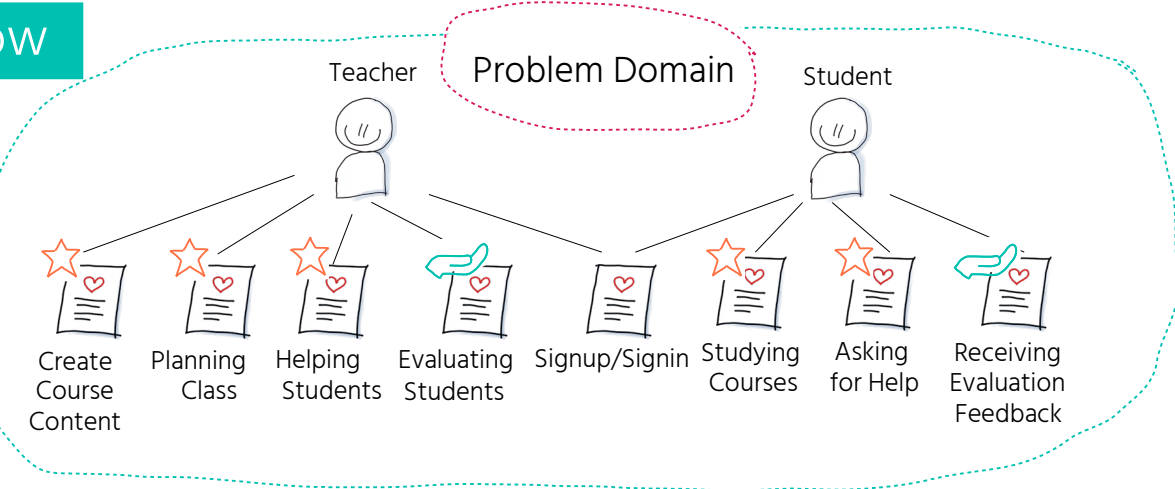 OW
Teacher
Problem Domain
Student
Create
Course
Content
Planning
Class
Helping
Students
Evaluating
Students
Signup/Signin
Studying
Courses
Asking
for Help
Receiving
Evaluation
Feedback